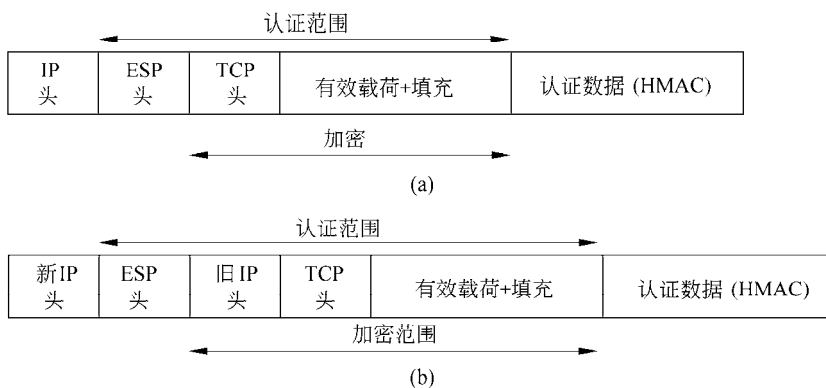 认证范围
IP
头
ESP
头
TCP
头
有效载荷+填充
认证数据 (HMAC)
加密
(a)
认证范围
新IP
头
ESP
头
旧IP
头
TCP
头
有效载荷+填充
认证数据 (HMAC)
加密范围
(b)